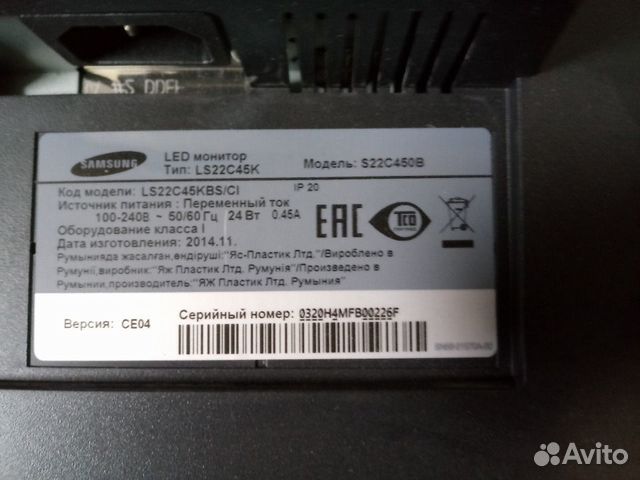 SAMSUNG
LED монитор
Тип: LS22C45K
Модель: S22C450B
Код модели: LS22C45KBS/CI
IP 20
Источник питания : Переменный ток
100-240В ~ 50/60 Гц 24 Вт 0.45A
Оборудование класса I
Дата изготовления: 2014.11.
EAC
TCO
Румынияда жасалған, өндіруші: "Яс-Пластик Лтд."/Вироблено в
Румунії, виробник: "Яж Пластик Лтд. Румунія"/Произведено в
Румынии, производитель: "ЯЖ Пластик Лтд. Румыния"
Версия: CE04
Серийный номер: 0320H4MFB00226F
Avito